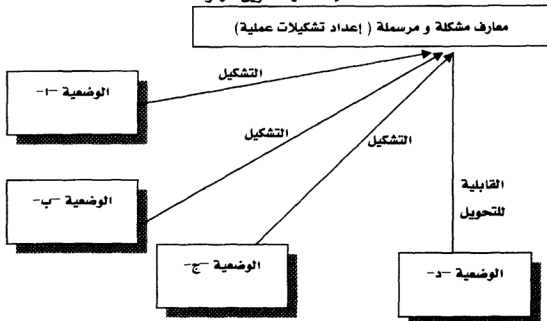 معارف مشكلة و مرسملة ( إعداد تشكيلات عملية)
التشكيل
الوضعية –ا–
التشكيل
التشكيل
القابلية
للتحويل
الوضعية –ب–
الوضعية –ج–
الوضعية –د–